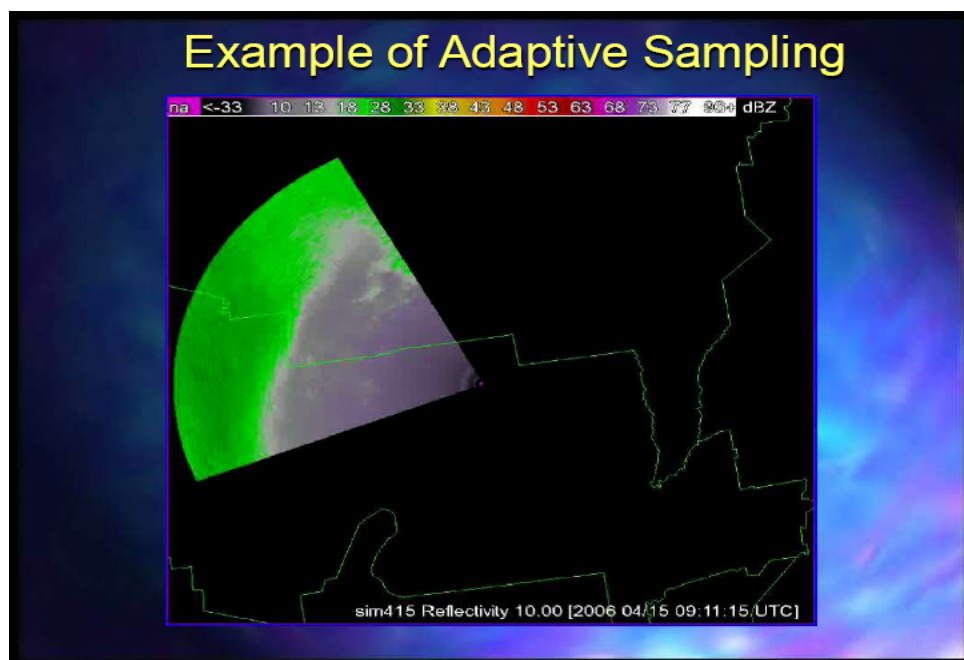 Example of Adaptive Sampling
na <-33 10 13 18 28 33 38 43 48 53 63 68 73 77 dBZ
sim415 Reflectivity 10.00 [2006 04/15 09:11:15 UTC]